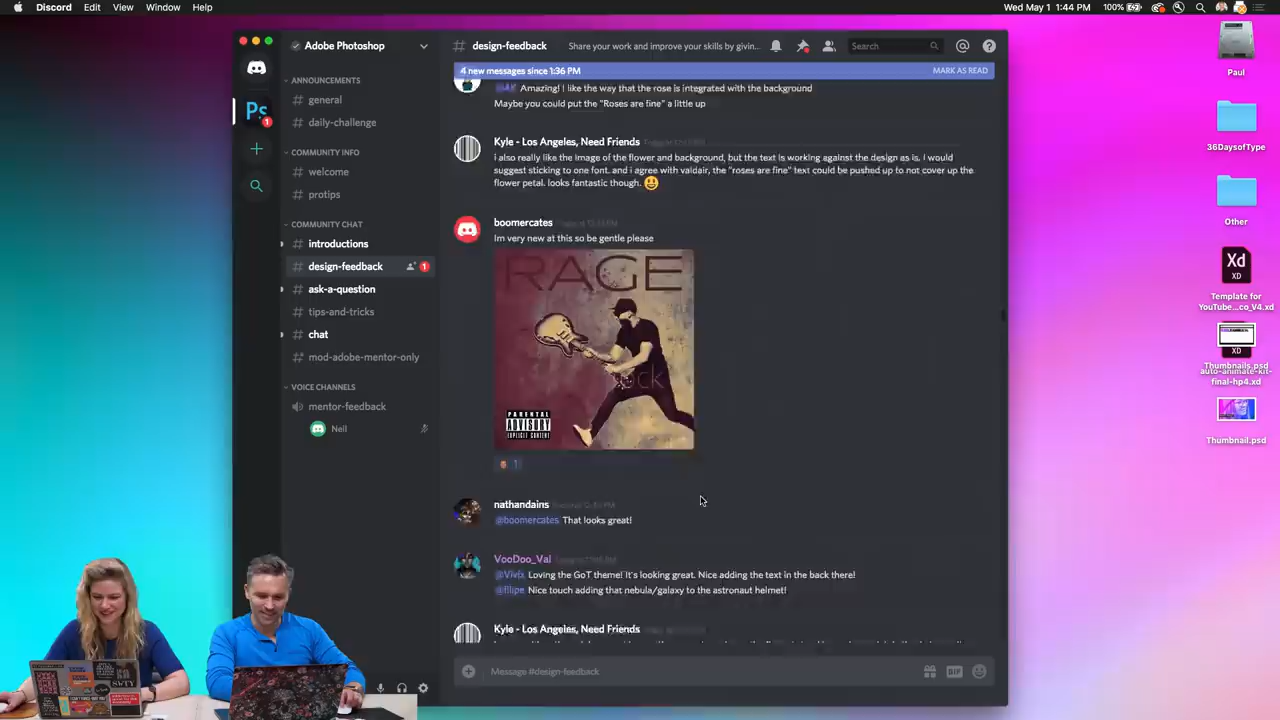 Discord Edit View Window Help
100% Wed May 1 1:44 PM
Adobe Photoshop
# design-feedback Share your work and improve your skills by givin... Search
4 new messages since 1:36 PM MARK AS READ
Ps 1
ANNOUNCEMENTS
# general
# daily-challenge
COMMUNITY INFO
# welcome
# protips
COMMUNITY CHAT
# introductions
# design-feedback 1
# ask-a-question
# tips-and-tricks
# chat
# mod-adobe-mentor-only
VOICE CHANNELS
mentor-feedback
Neil
Amazing! I like the way that the rose is integrated with the background
Maybe you could put the "Roses are fine" a little up
Kyle - Los Angeles, Need Friends
i also really like the image of the flower and background, but the text is working against the design as is. I would
suggest sticking to one font. and i agree with valdair, the "roses are fine" text could be pushed up to not cover up the
flower petal. looks fantastic though.
boomercates
Im very new at this so be gentle please
RAGE
PARENTAL
ADVISORY
EXPLICIT CONTENT
1
nathandains
@boomercates That looks great!
VooDoo_Val
@Vivis Loving the GoT theme! It's looking great. Nice adding the text in the back there!
@filipe Nice touch adding that nebula/galaxy to the astronaut helmet!
Kyle - Los Angeles, Need Friends
Message #design-feedback
GIF
Paul
36DaysofType
Other
Xd
XD
Template for
YouTube...co_V4.xd
XD
Thumbnails.psd
auto-animate-kit-
final-hp4.xd
Thumbnail.psd
SWTY